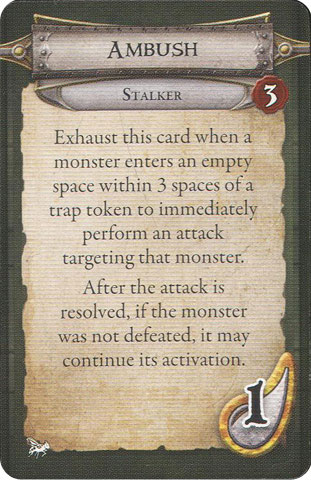 Ambush
Stalker
3
Exhaust this card when a
monster enters an empty
space within 3 spaces of a
trap token to immediately
perform an attack
targeting that monster.
After the attack is
resolved, if the monster
was not defeated, it may
continue its activation.
1